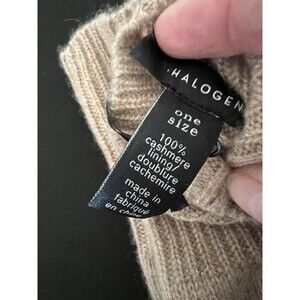 .HALOGEN
one
size
100%
cashmere
lining/
doublure
cachemire
made in
china
fabriqué
en chine